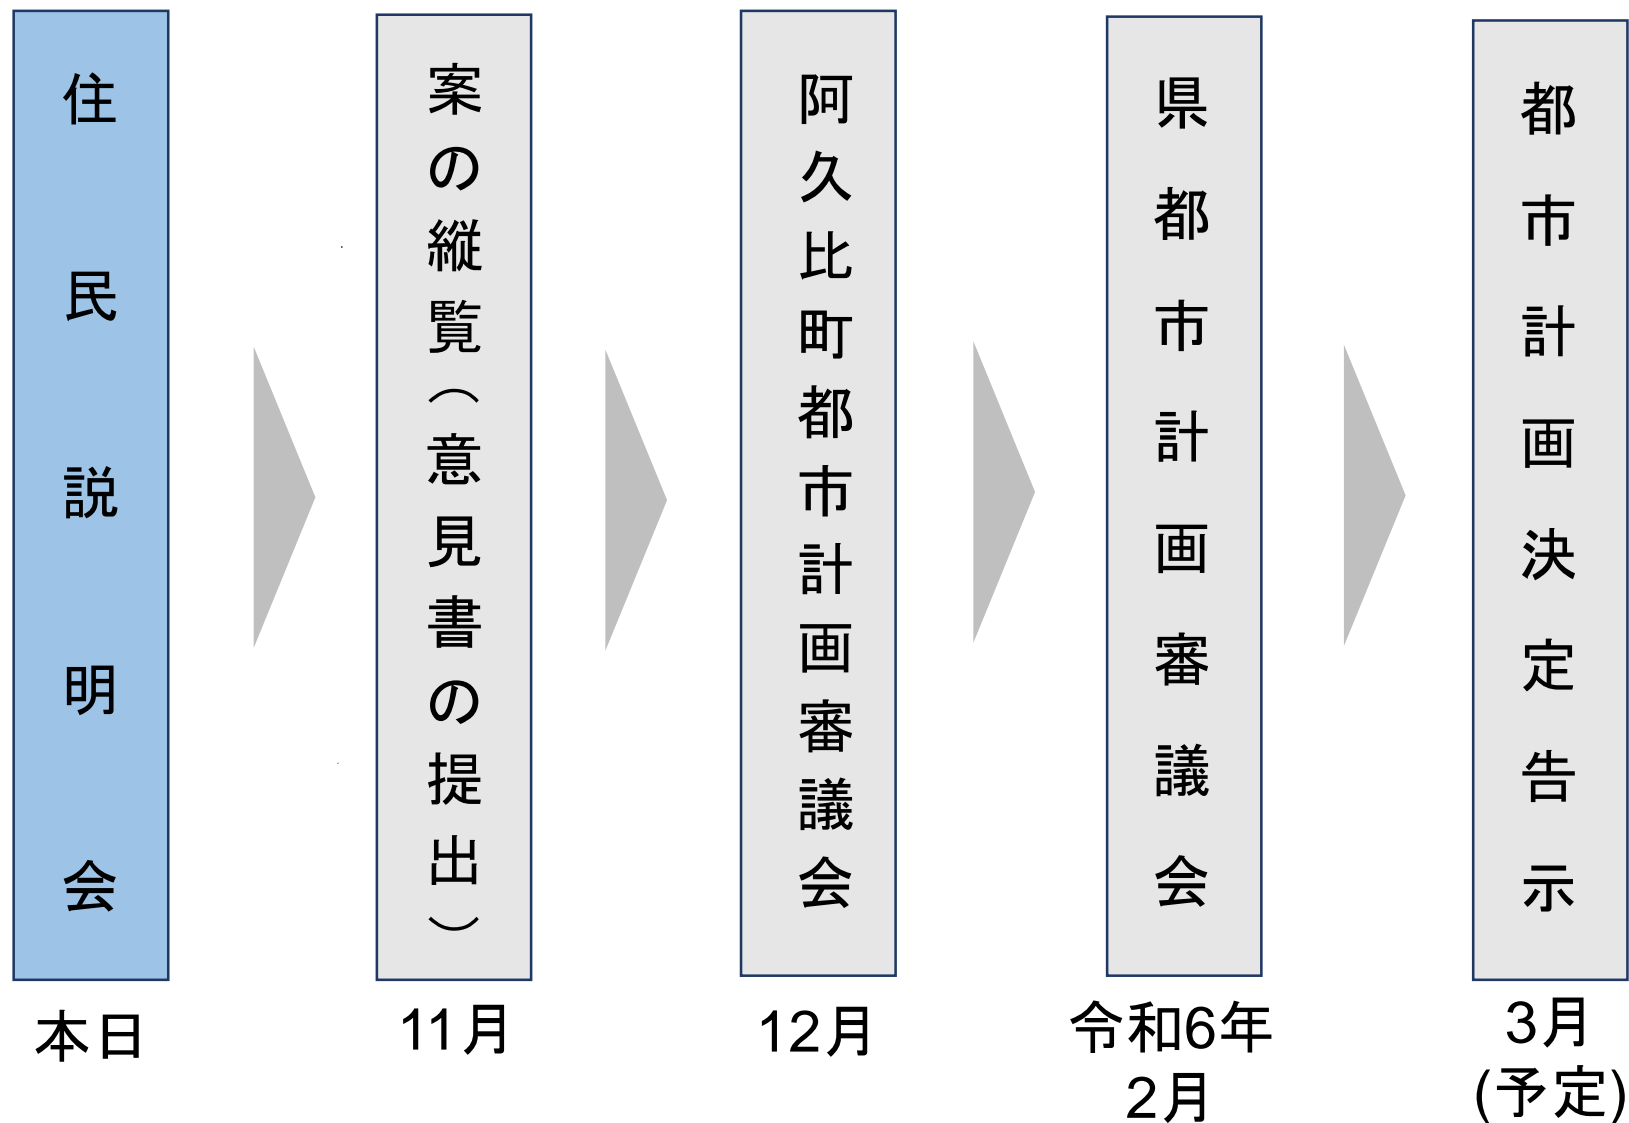 住民説明会
本日
案の縦覧（意見書の提出）
11月
阿久比町都市計画審議会
12月
県都市計画審議会
令和6年
2月
都市計画決定告示
3月
(予定)